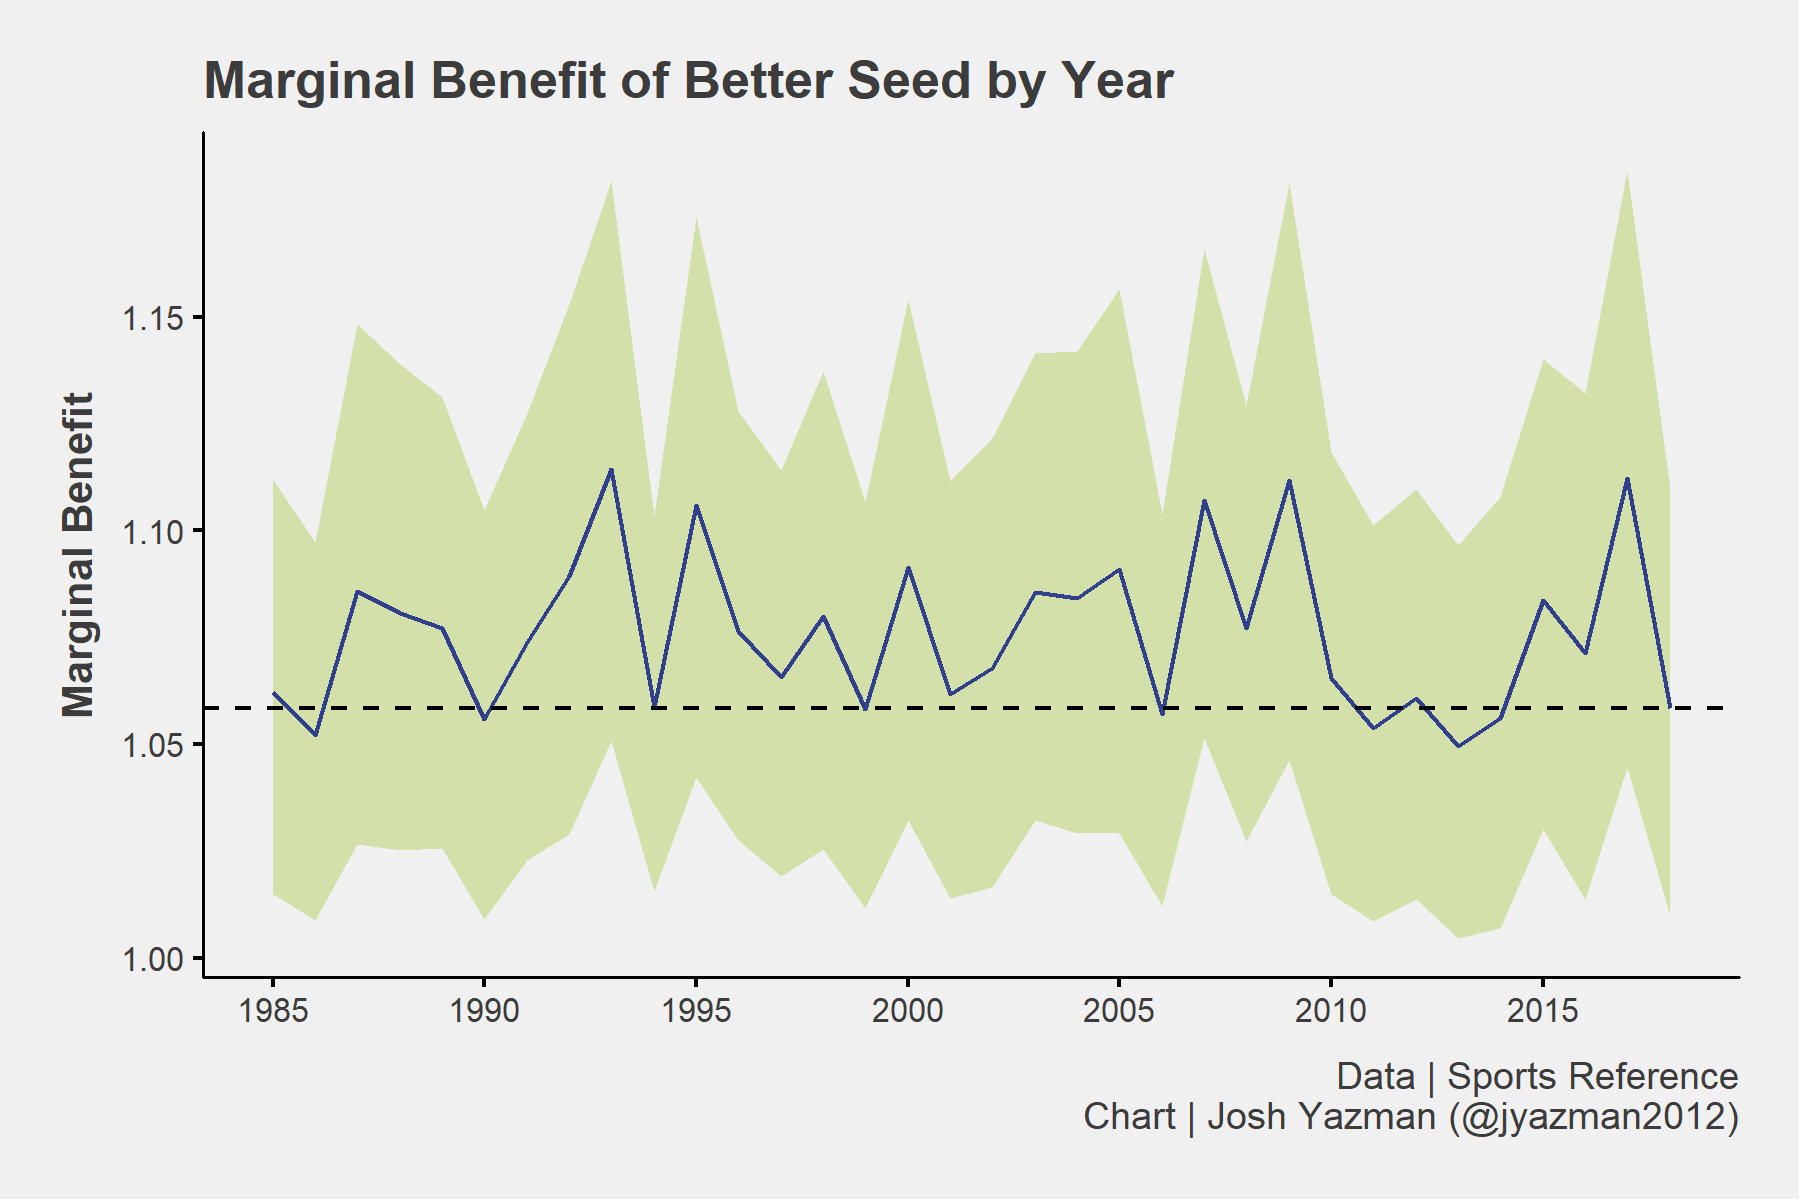 Marginal Benefit of Better Seed by Year
Marginal Benefit
1.15
1.10
1.05
1.00
1985 1990 1995 2000 2005 2010 2015
Data | Sports Reference
Chart | Josh Yazman (@jyazman2012)